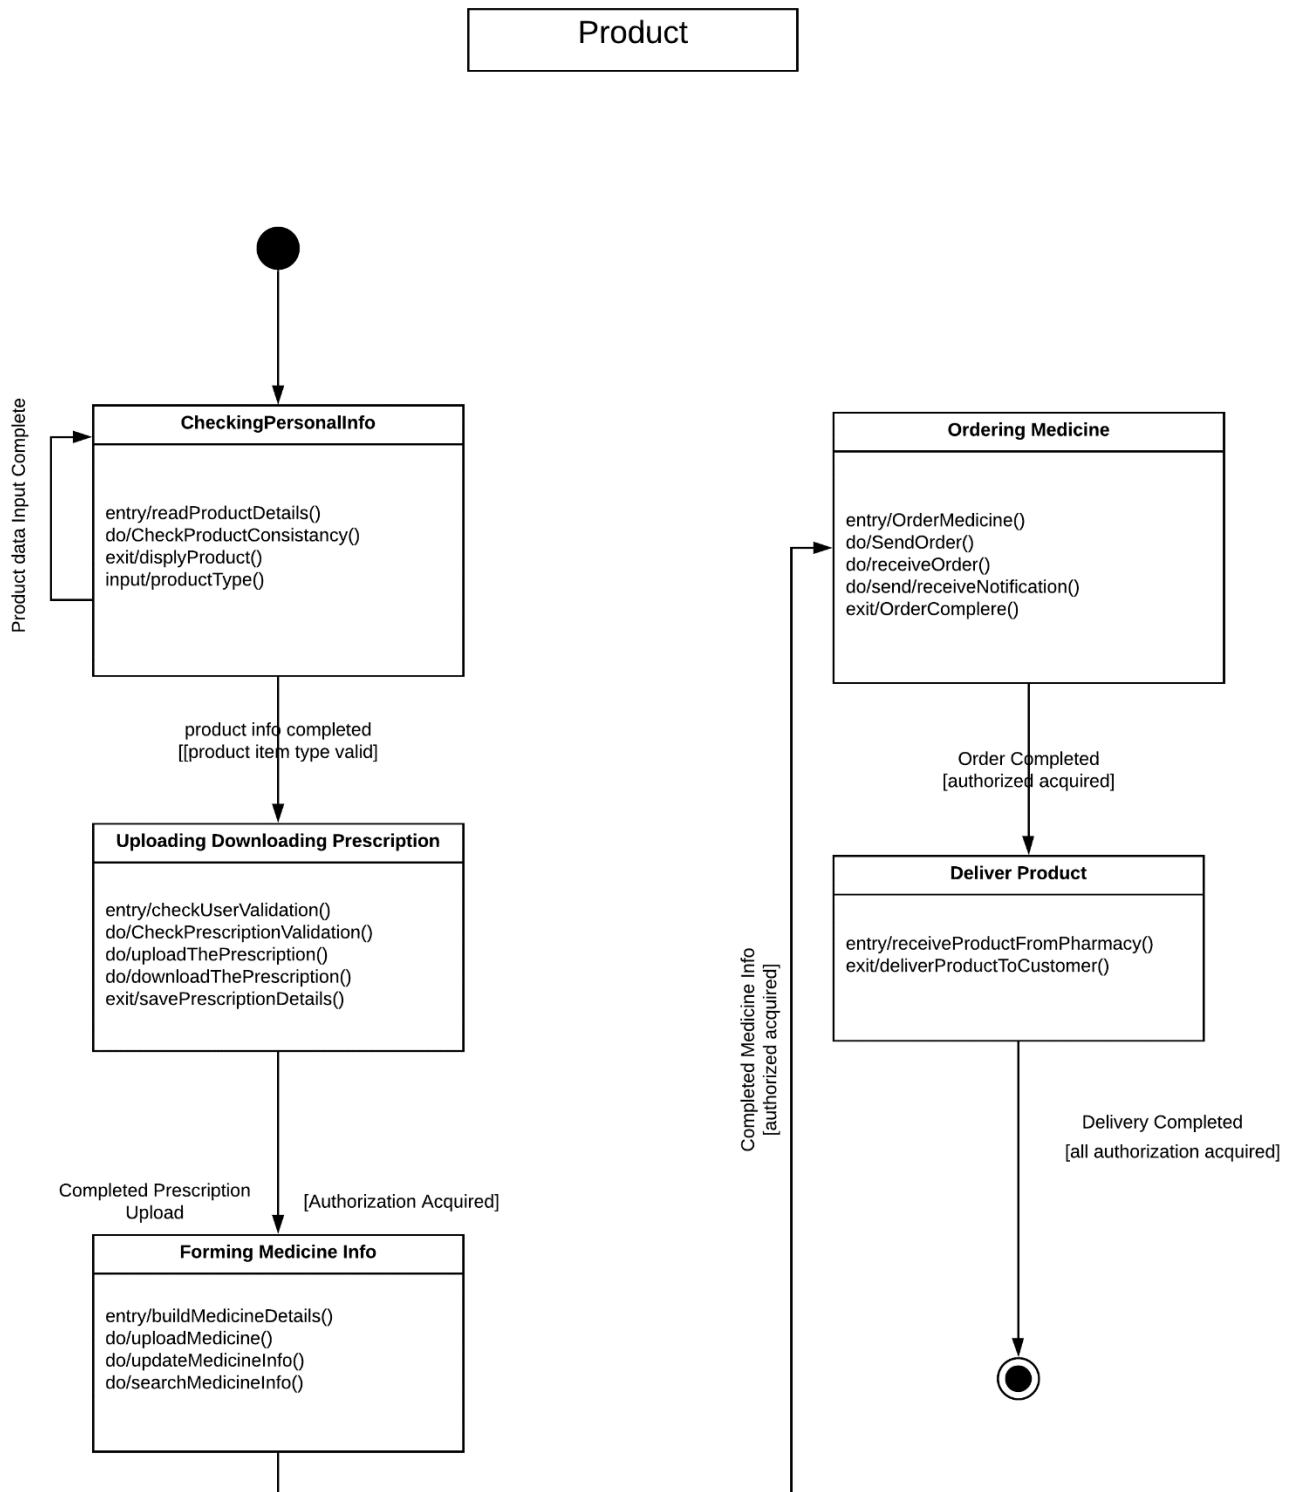 Product
Product data Input Complete
CheckingPersonalInfo
entry/readProductDetails()
do/CheckProductConsistancy()
exit/displyProduct()
input/productType()
product info completed
[[product item type valid]
Uploading Downloading Prescription
entry/checkUserValidation()
do/CheckPrescriptionValidation()
do/uploadThePrescription()
do/downloadThePrescription()
exit/savePrescriptionDetails()
Completed Prescription
Upload
[Authorization Acquired]
Forming Medicine Info
entry/buildMedicineDetails()
do/uploadMedicine()
do/updateMedicineInfo()
do/searchMedicineInfo()
Completed Medicine Info
[authorized acquired]
Ordering Medicine
entry/OrderMedicine()
do/SendOrder()
do/receiveOrder()
do/send/receiveNotification()
exit/OrderComplere()
Order Completed
[authorized acquired]
Deliver Product
entry/receiveProductFromPharmacy()
exit/deliverProductToCustomer()
Delivery Completed
[all authorization acquired]